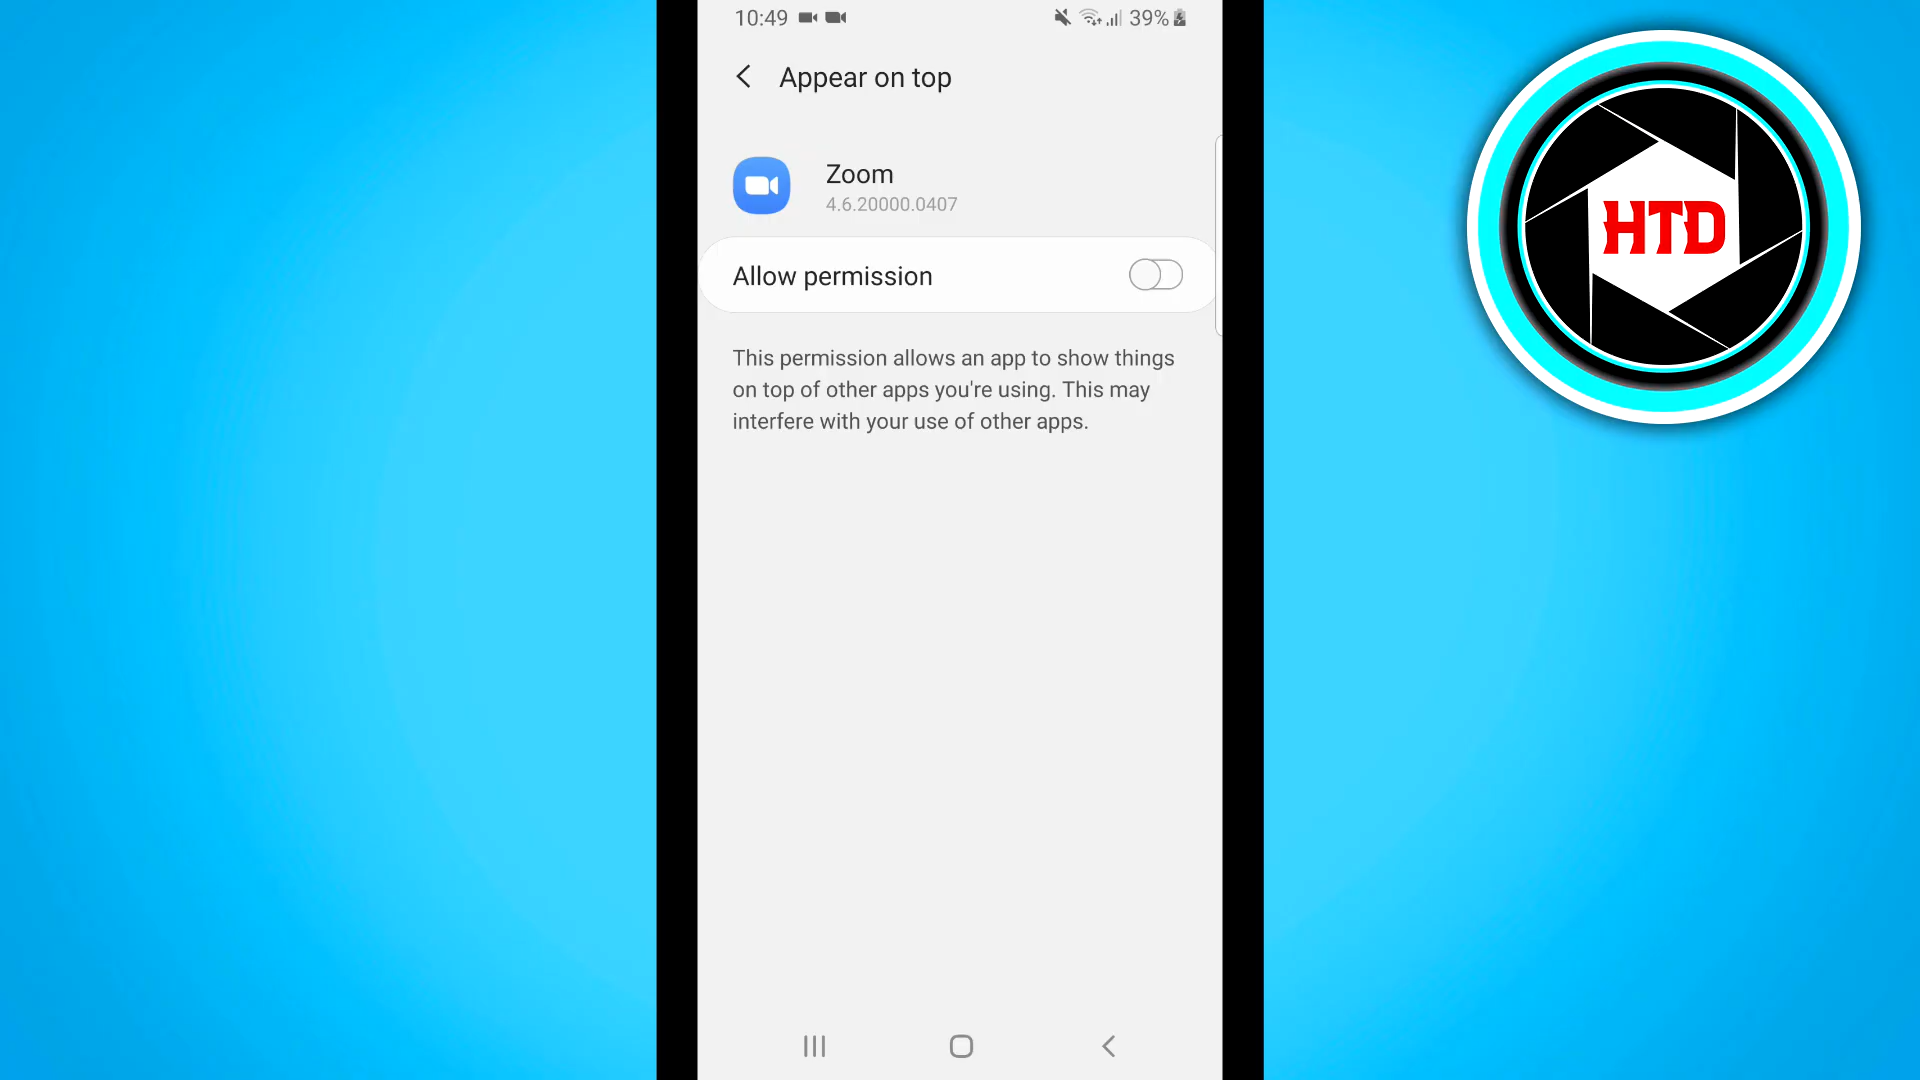 10:49
39%
Appear on top
Zoom
4.6.20000.0407
Allow permission
This permission allows an app to show things
on top of other apps you're using. This may
interfere with your use of other apps.
HTD